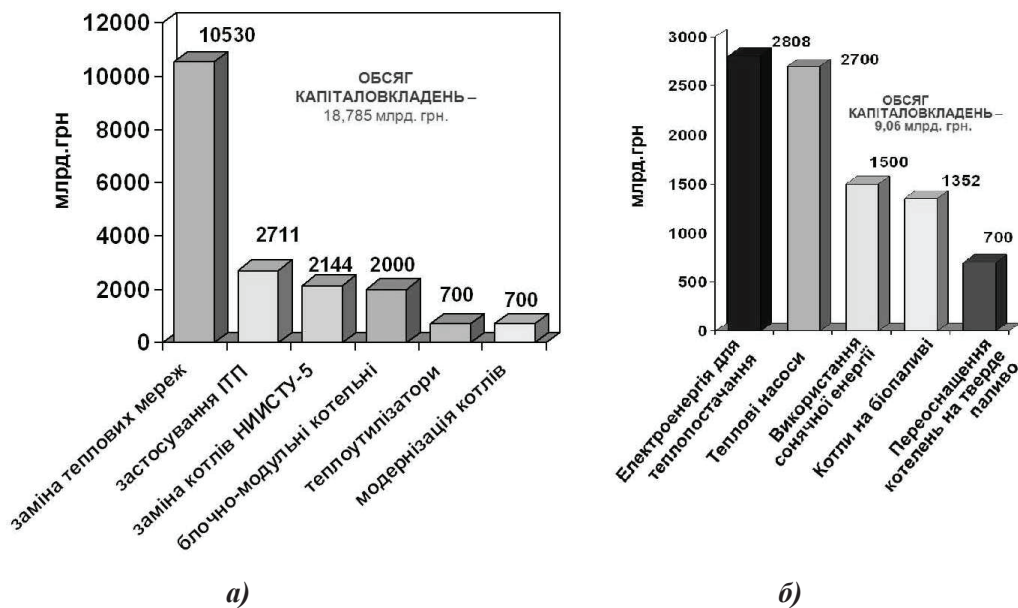 12000
10000
8000
6000
4000
2000
0
млрд.грн
10530
2711
2144
2000
700
700
ОБСЯГ
КАПІТАЛОВКЛАДЕНЬ –
18,785 млрд. грн.
заміна теплових мереж
застосування ІТП
заміна котлів НИИСТУ-5
блочно-модульні котельні
теплоутилізатори
модернізація котлів
а)
3000
2500
2000
1500
1000
500
0
млрд.грн
2808
2700
1500
1352
700
ОБСЯГ
КАПІТАЛОВКЛАДЕНЬ –
9,06 млрд. грн.
Електроенергія для
теплопостачання
Теплові насоси
Використання
сонячної енергії
Котли на біопаливі
Переоснащення
котелень на тверде
паливо
б)